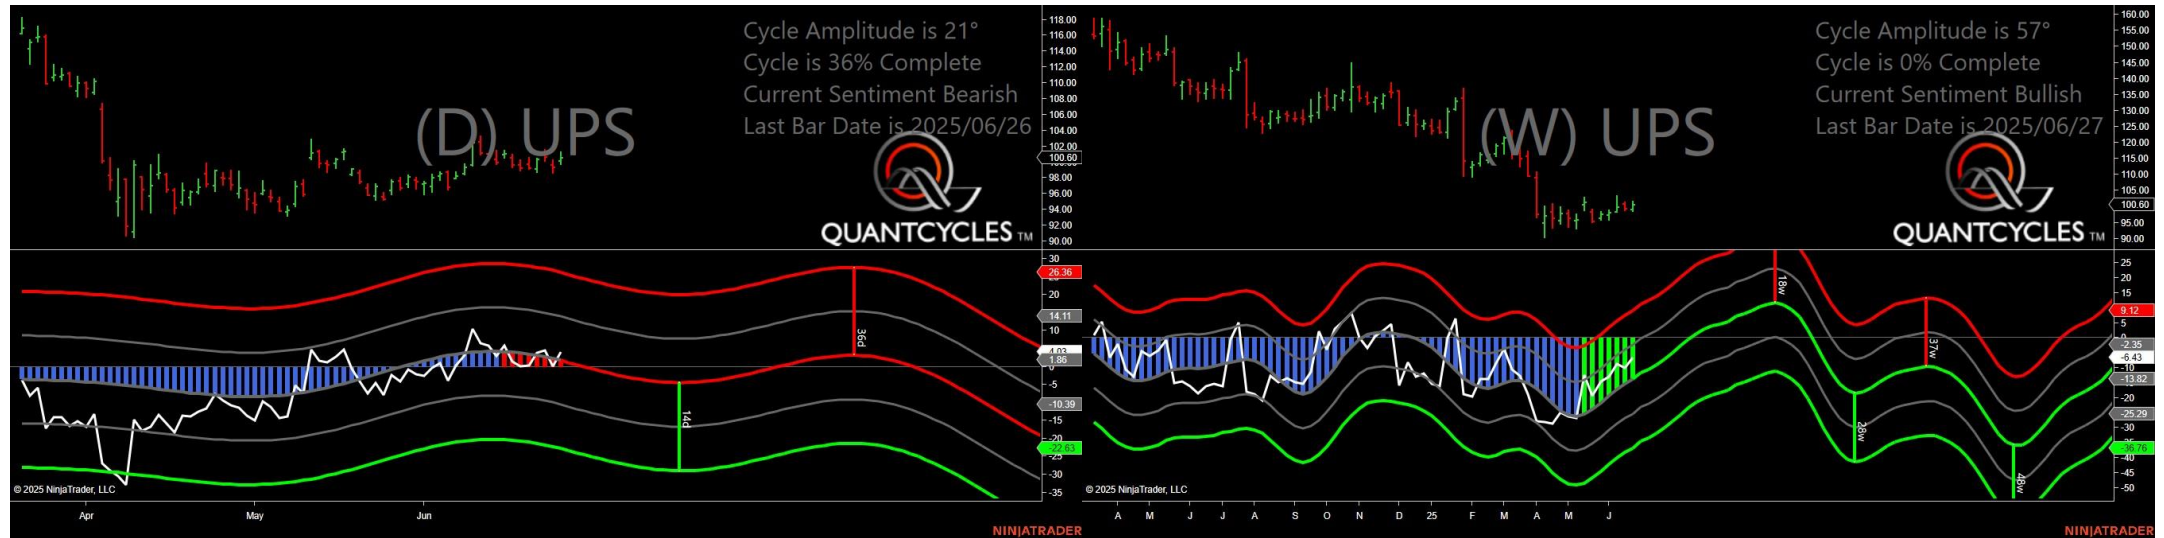 Cycle Amplitude is 21°
Cycle is 36% Complete
Current Sentiment Bearish
Last Bar Date is 2025/06/26
(D) UPS
QUANTCYCLES TM
118.00
116.00
114.00
112.00
110.00
108.00
106.00
104.00
102.00
100.60
98.00
96.00
94.00
92.00
90.00
30
26.36
20
14.11
10
4.03
1.86
0
-5
-10.39
-15
-20
-22.63
-25
-30
-35
36d
14d
© 2025 NinjaTrader, LLC
Apr
May
Jun
NINJATRADER
Cycle Amplitude is 57°
Cycle is 0% Complete
Current Sentiment Bullish
Last Bar Date is 2025/06/27
(W) UPS
QUANTCYCLES TM
160.00
155.00
150.00
145.00
140.00
135.00
130.00
125.00
120.00
115.00
110.00
105.00
100.60
95.00
90.00
25
20
15
9.12
5
0
-2.35
-6.43
-10
-13.82
-20
-25.29
-30
-36.76
-40
-45
-50
18w
37w
28w
48w
© 2025 NinjaTrader, LLC
A M J J A S O N D 25 F M A M J
NINJATRADER